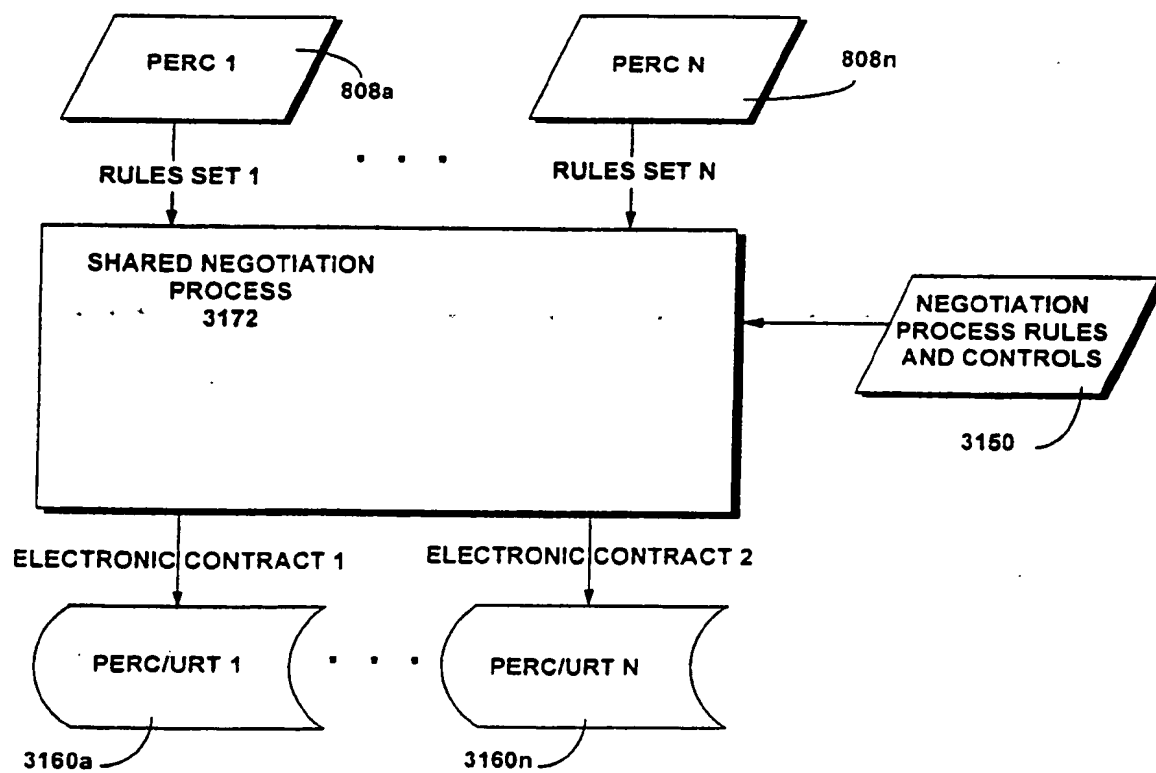 PERC 1
808a
PERC N
808n
RULES SET 1
. . .
RULES SET N
SHARED NEGOTIATION
PROCESS
3172
NEGOTIATION
PROCESS RULES
AND CONTROLS
3150
ELECTRONIC CONTRACT 1
ELECTRONIC CONTRACT 2
PERC/URT 1
. . .
PERC/URT N
3160a
3160n